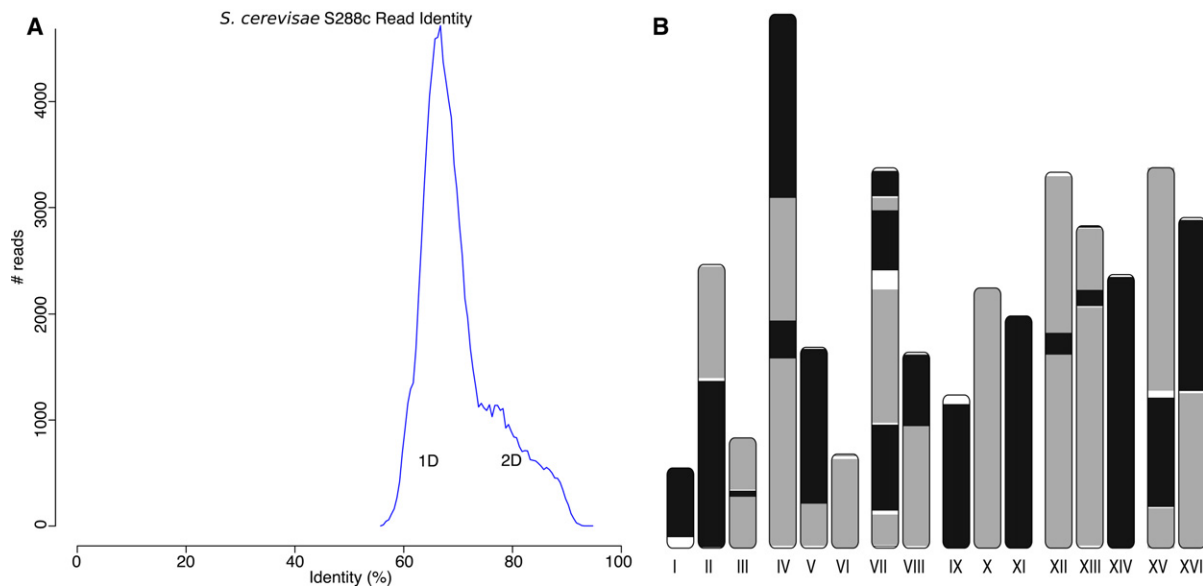 A
S. cerevisae S288c Read Identity
# reads
4000
3000
2000
1000
0
1D
2D
0 20 40 60 80 100
Identity (%)
B
I II III IV V VI VII VIII IX X XI XII XIII XIV XV XVI